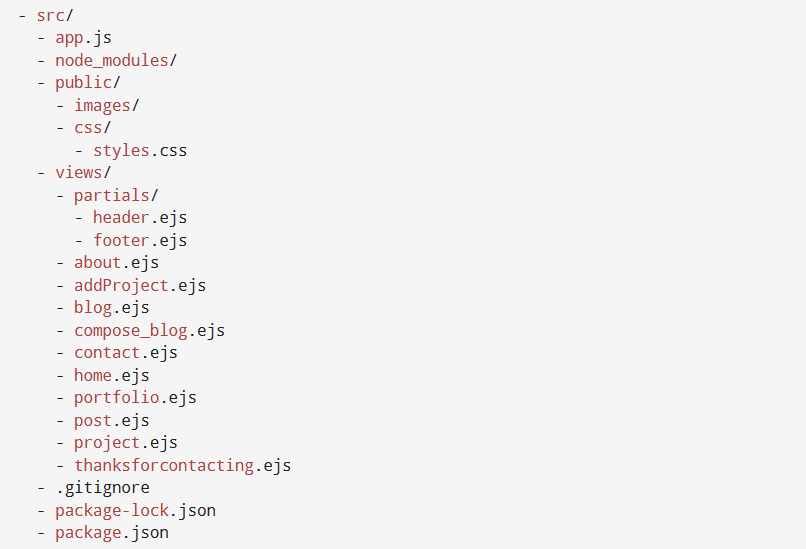 - src/
  - app.js
  - node_modules/
  - public/
    - images/
    - css/
      - styles.css
  - views/
    - partials/
      - header.ejs
      - footer.ejs
    - about.ejs
    - addProject.ejs
    - blog.ejs
    - compose_blog.ejs
    - contact.ejs
    - home.ejs
    - portfolio.ejs
    - post.ejs
    - project.ejs
    - thanksforcontacting.ejs
  - .gitignore
  - package-lock.json
  - package.json